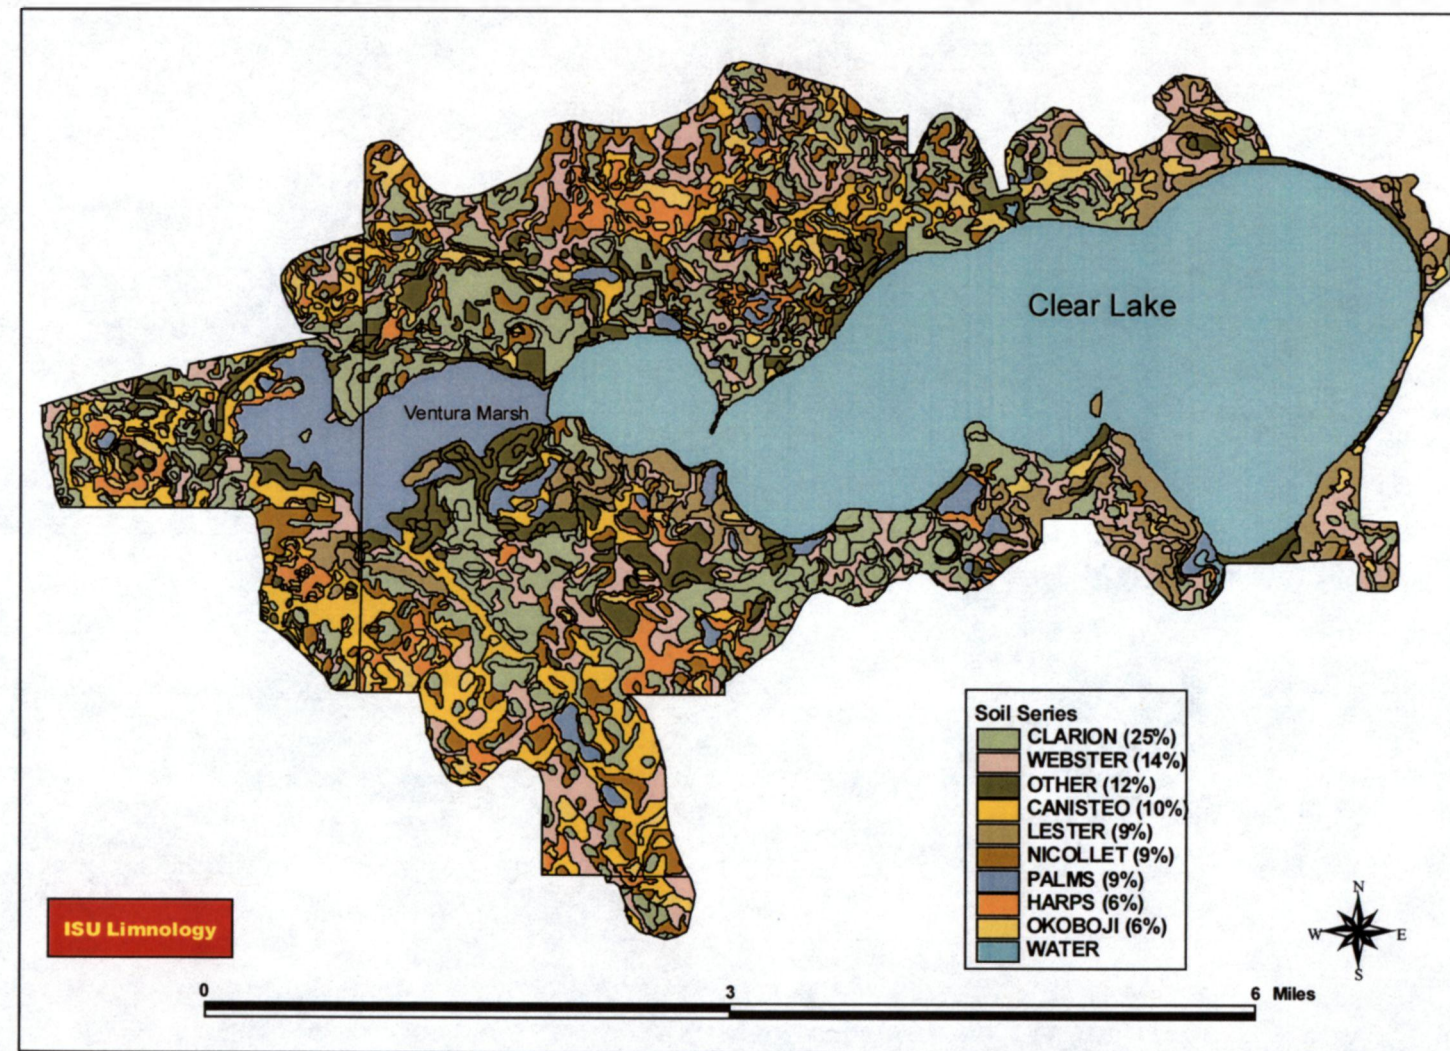 Clear Lake
Ventura Marsh
Soil Series
CLARION (25%)
WEBSTER (14%)
OTHER (12%)
CANISTEO (10%)
LESTER (9%)
NICOLLET (9%)
PALMS (9%)
HARPS (6%)
OKOBOJI (6%)
WATER
ISU Limnology
N
W E
S
0 3 6 Miles